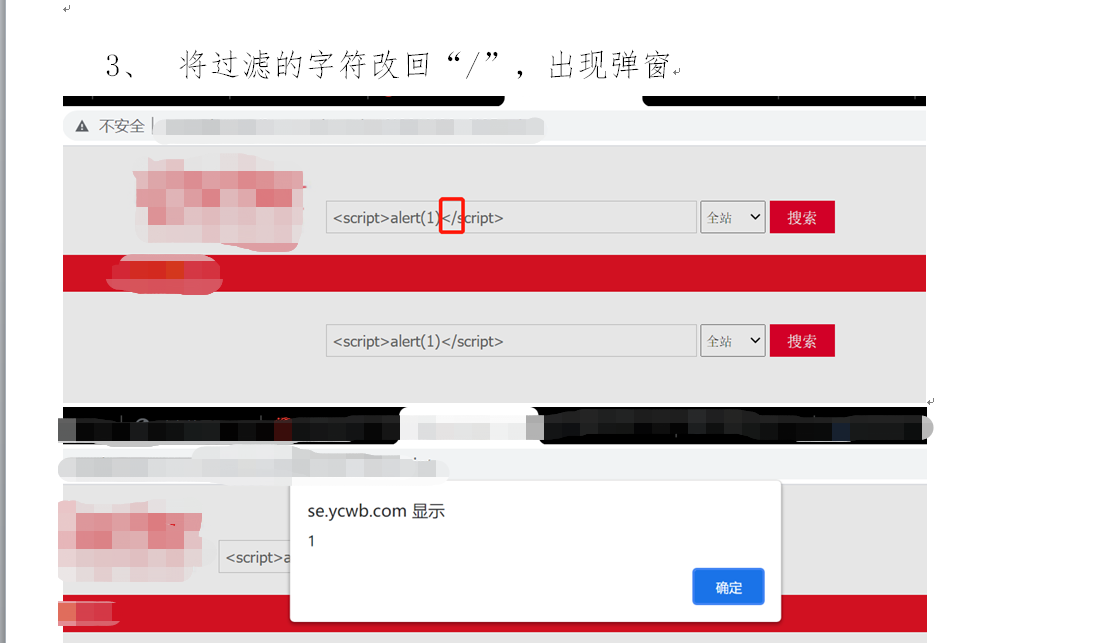 3、 将过滤的字符改回“/”，出现弹窗
不安全
<script>alert(1)</script> 全站 搜索
<script>alert(1)</script> 全站 搜索
se.ycwb.com 显示
1
<script>a
确定